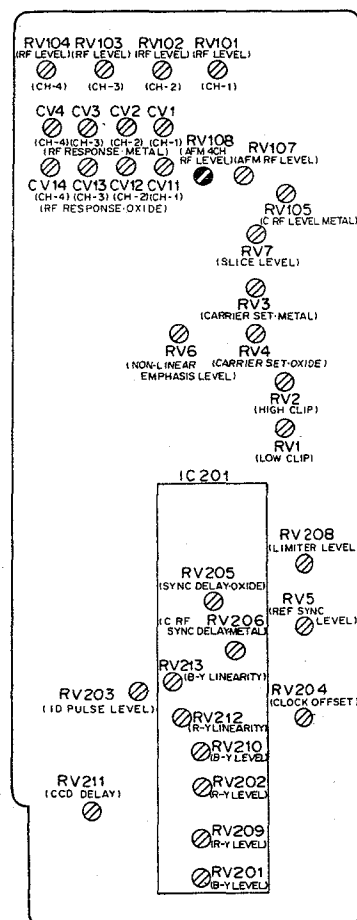 RV104 RV103 RV102 RV101
(RF LEVEL) (RF LEVEL) (RF LEVEL) (RF LEVEL)
(CH-4) (CH-3) (CH-2) (CH-1)
CV4 CV3 CV2 CV1
(CH-4) (CH-3) (CH-2) (CH-1)
(RF RESPONSE-METAL)
RV108
(AFM 4CH RF LEVEL)
RV107
(AFM RF LEVEL)
CV14 CV13 CV12 CV11
(CH-4) (CH-3) (CH-2) (CH-1)
(RF RESPONSE-OXIDE)
RV105
(C RF LEVEL METAL)
RV7
(SLICE LEVEL)
RV3
(CARRIER SET-METAL)
RV6
(NON-LINEAR
EMPHASIS LEVEL)
RV4
(CARRIER SET-OXIDE)
RV2
(HIGH CLIP)
RV1
(LOW CLIP)
IC201
RV208
(LIMITER LEVEL
RV205
(SYNC DELAY-OXIDE)
RV5
(REF SYNC
LEVEL)
(C RF RV206
SYNC DELAY-METAL)
RV213
(B-Y LINEARITY)
RV203
(ID PULSE LEVEL)
RV204
(CLOCK OFFSET)
RV212
(R-Y LINEARITY)
RV210
(B-Y LEVEL)
RV202
(R-Y LEVEL)
RV211
(CCD DELAY)
RV209
(R-Y LEVEL)
RV201
(B-Y LEVEL)